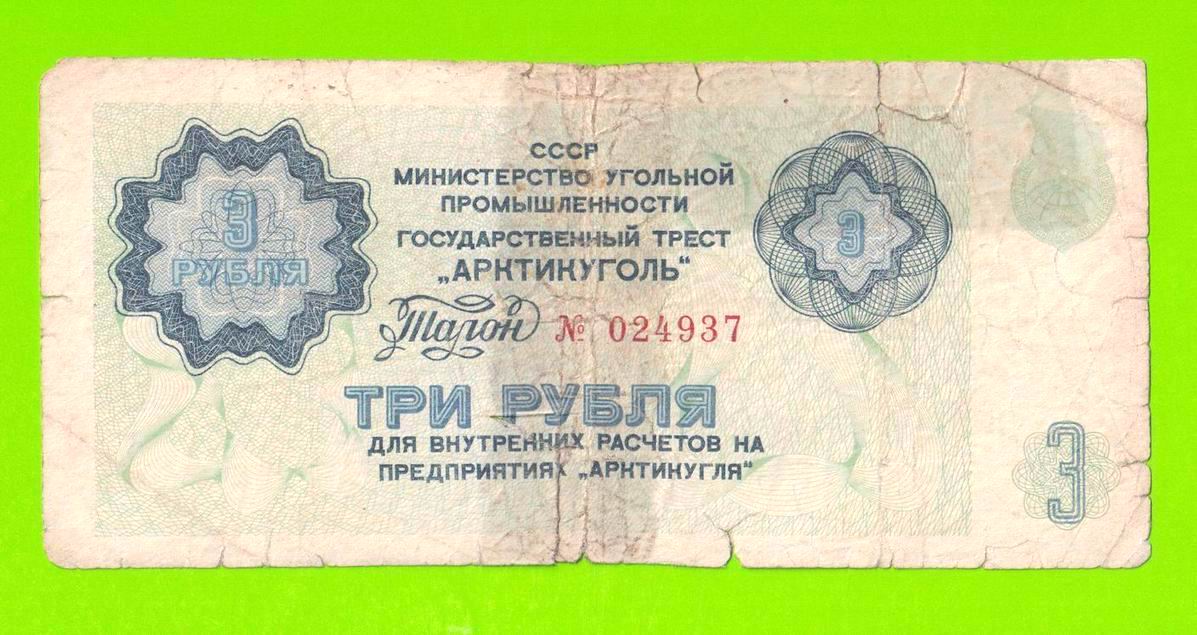 СССР
МИНИСТЕРСТВО УГОЛЬНОЙ
ПРОМЫШЛЕННОСТИ
ГОСУДАРСТВЕННЫЙ ТРЕСТ
„АРКТИКУГОЛЬ“
3
РУБЛЯ
3
Талон № 024937
ТРИ РУБЛЯ
ДЛЯ ВНУТРЕННИХ РАСЧЕТОВ НА
ПРЕДПРИЯТИЯХ „АРКТИКУГЛЯ“
3